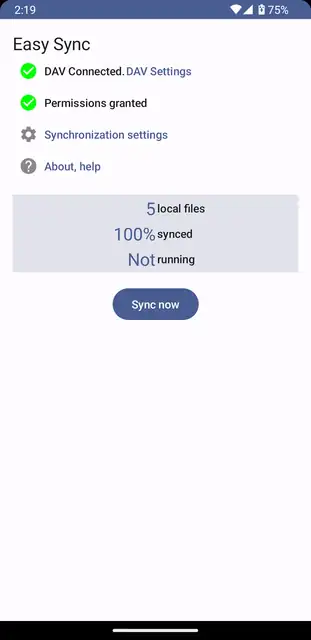 2:19 75%
Easy Sync
DAV Connected. DAV Settings
Permissions granted
Synchronization settings
About, help
5 local files
100% synced
Not running
Sync now